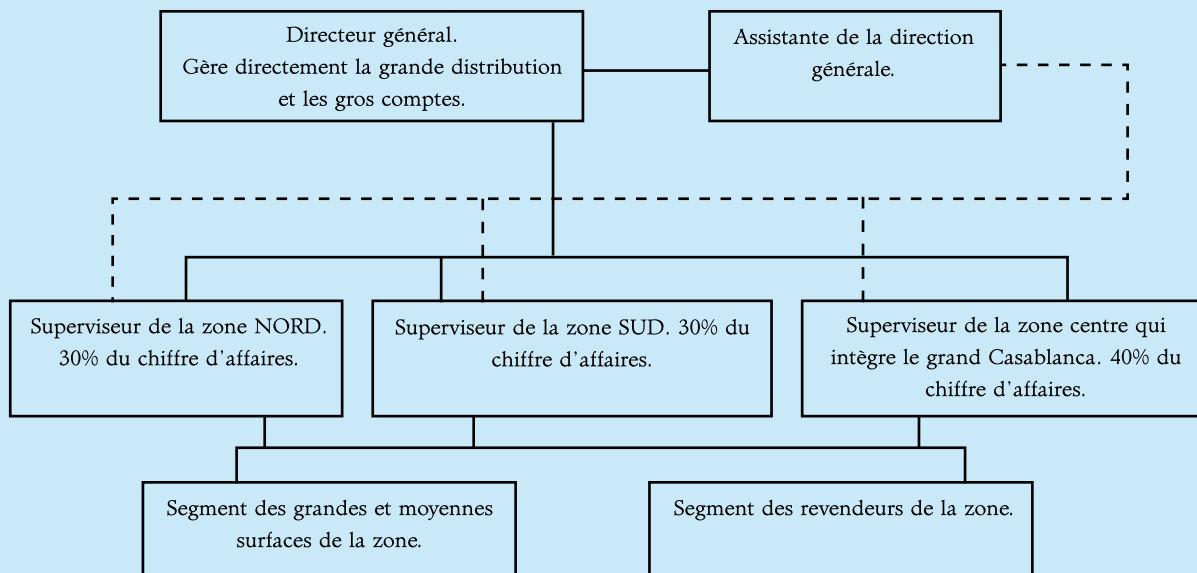 Directeur général.
Gère directement la grande distribution
et les gros comptes.
Assistante de la direction
générale.
Superviseur de la zone NORD.
30% du chiffre d'affaires.
Superviseur de la zone SUD. 30% du
chiffre d'affaires.
Superviseur de la zone centre qui
intègre le grand Casablanca. 40% du
chiffre d'affaires.
Segment des grandes et moyennes
surfaces de la zone.
Segment des revendeurs de la zone.